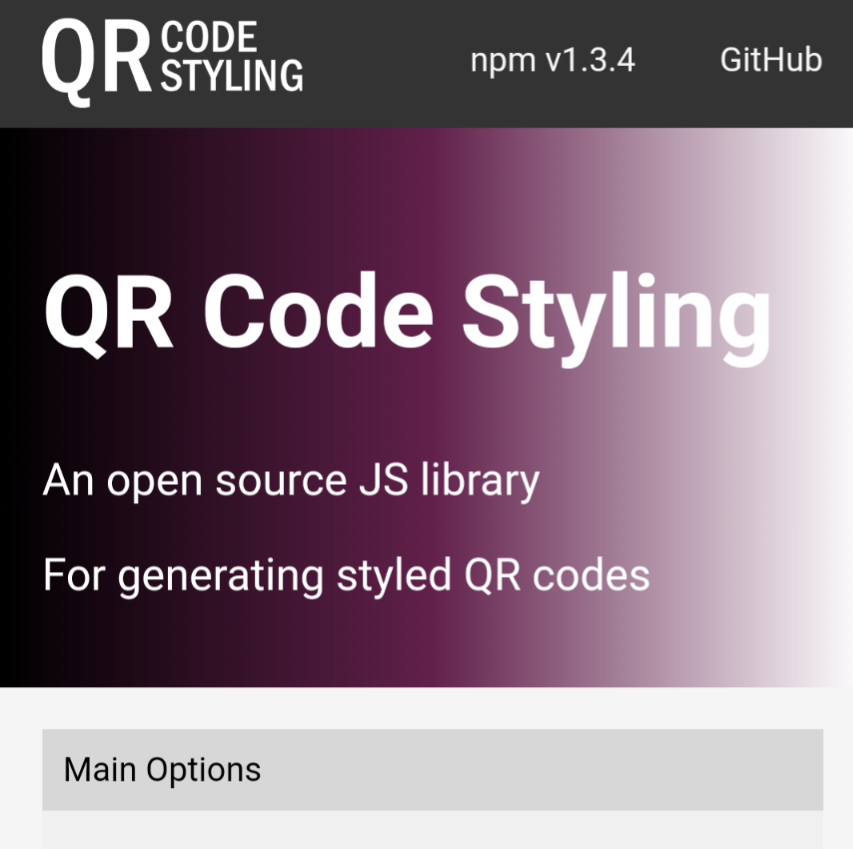 QR CODE
STYLING
npm v1.3.4
GitHub
QR Code Styling
An open source JS library
For generating styled QR codes
Main Options